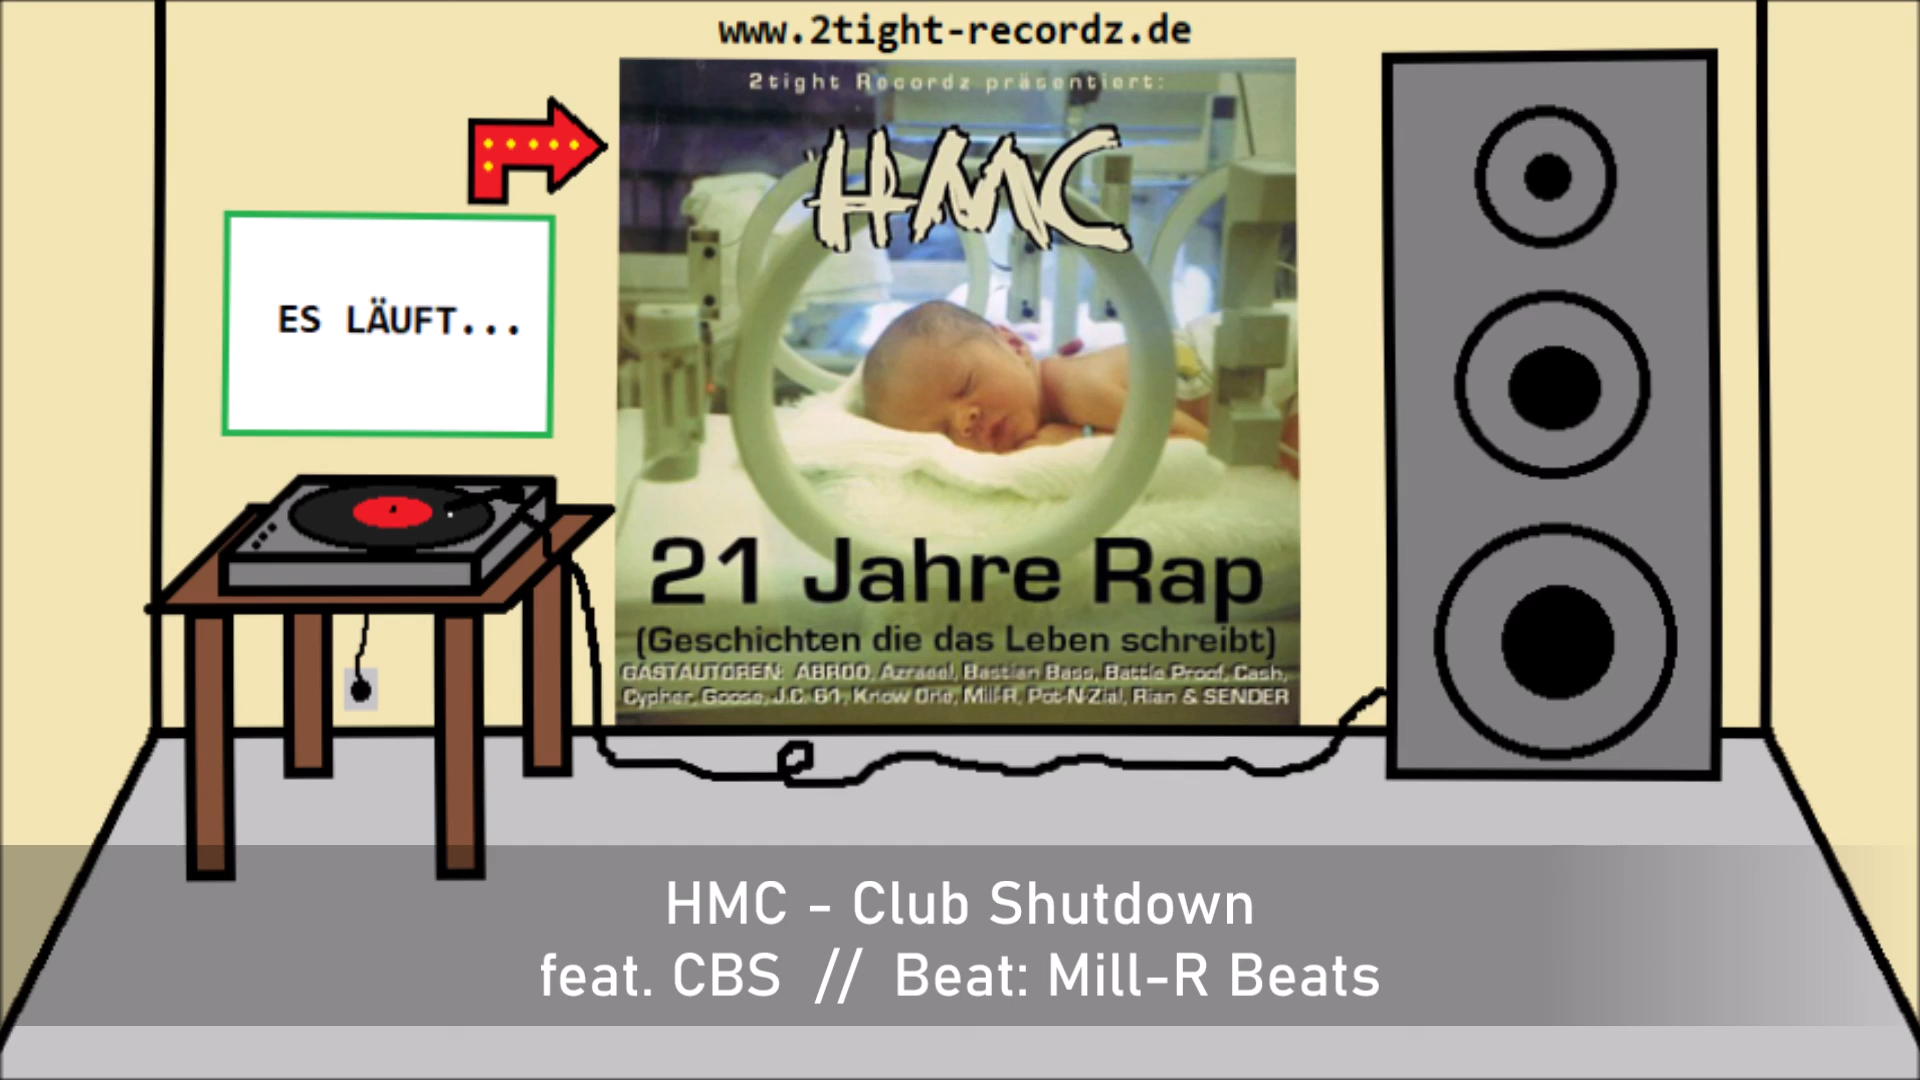 www.2tight-recordz.de
2tight Recordz präsentiert:
HMC
ES LÄUFT...
21 Jahre Rap
(Geschichten die das Leben schreibt)
GASTAUTOREN: ABROO, Azrael, Bastian Bass, Battle Proof, Cash,
Cypher, Goose, J.C. 61, Know One, Mill-R, Pot-N-Zial, Rian & SENDER
HMC - Club Shutdown
feat. CBS // Beat: Mill-R Beats